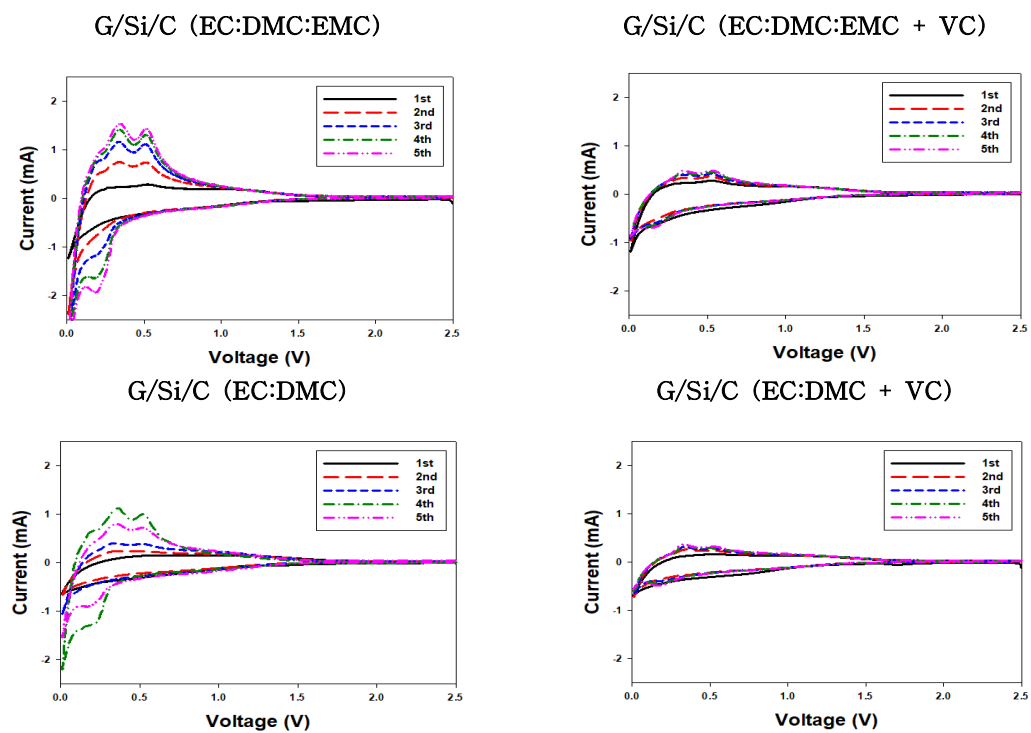 G/Si/C (EC:DMC:EMC)
2
1
0
-1
-2
Current (mA)
1st
2nd
3rd
4th
5th
0.0 0.5 1.0 1.5 2.0 2.5
Voltage (V)
G/Si/C (EC:DMC:EMC + VC)
2
1
0
-1
-2
Current (mA)
1st
2nd
3rd
4th
5th
0.0 0.5 1.0 1.5 2.0 2.5
Voltage (V)
G/Si/C (EC:DMC)
2
1
0
-1
-2
Current (mA)
1st
2nd
3rd
4th
5th
0.0 0.5 1.0 1.5 2.0 2.5
Voltage (V)
G/Si/C (EC:DMC + VC)
2
1
0
-1
-2
Current (mA)
1st
2nd
3rd
4th
5th
0.0 0.5 1.0 1.5 2.0 2.5
Voltage (V)